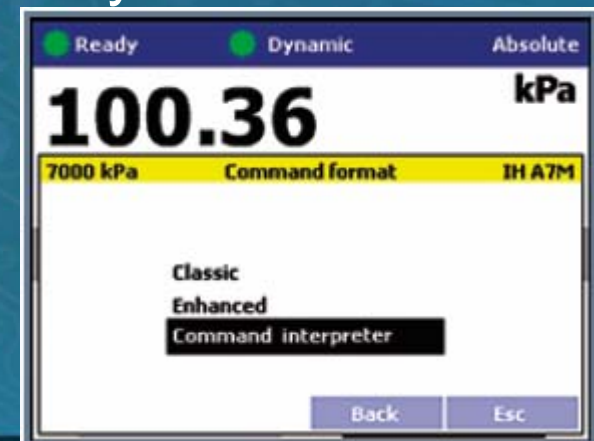 Ready Dynamic Absolute
100.36 kPa
7000 kPa Command format IH A7M
Classic
Enhanced
Command interpreter
Back Esc